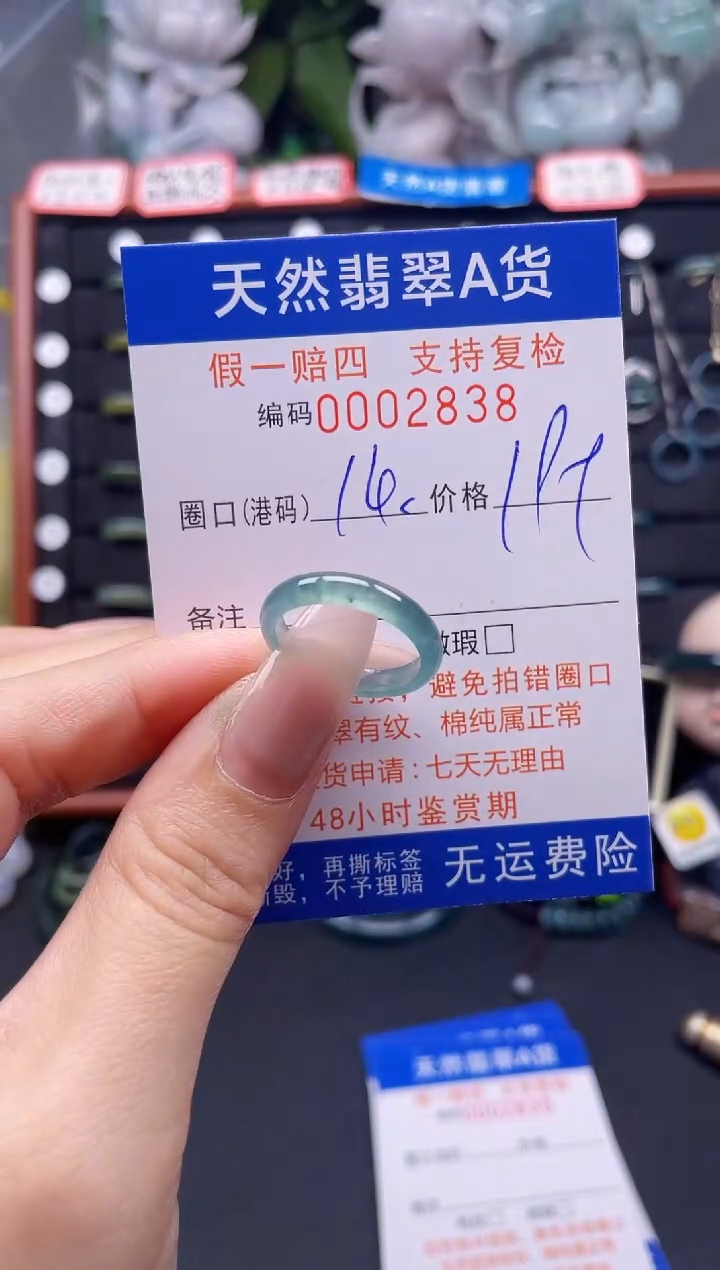 天然翡翠A货
假一赔四 支持复检
编码0002838
圈口(港码) 14 价格
备注
瑕□
避免拍错圈口
翠有纹、棉纯属正常
货申请:七天无理由
48小时鉴赏期
好,再撕标签
毁,不予理赔
无运费险
天然翡翠A货